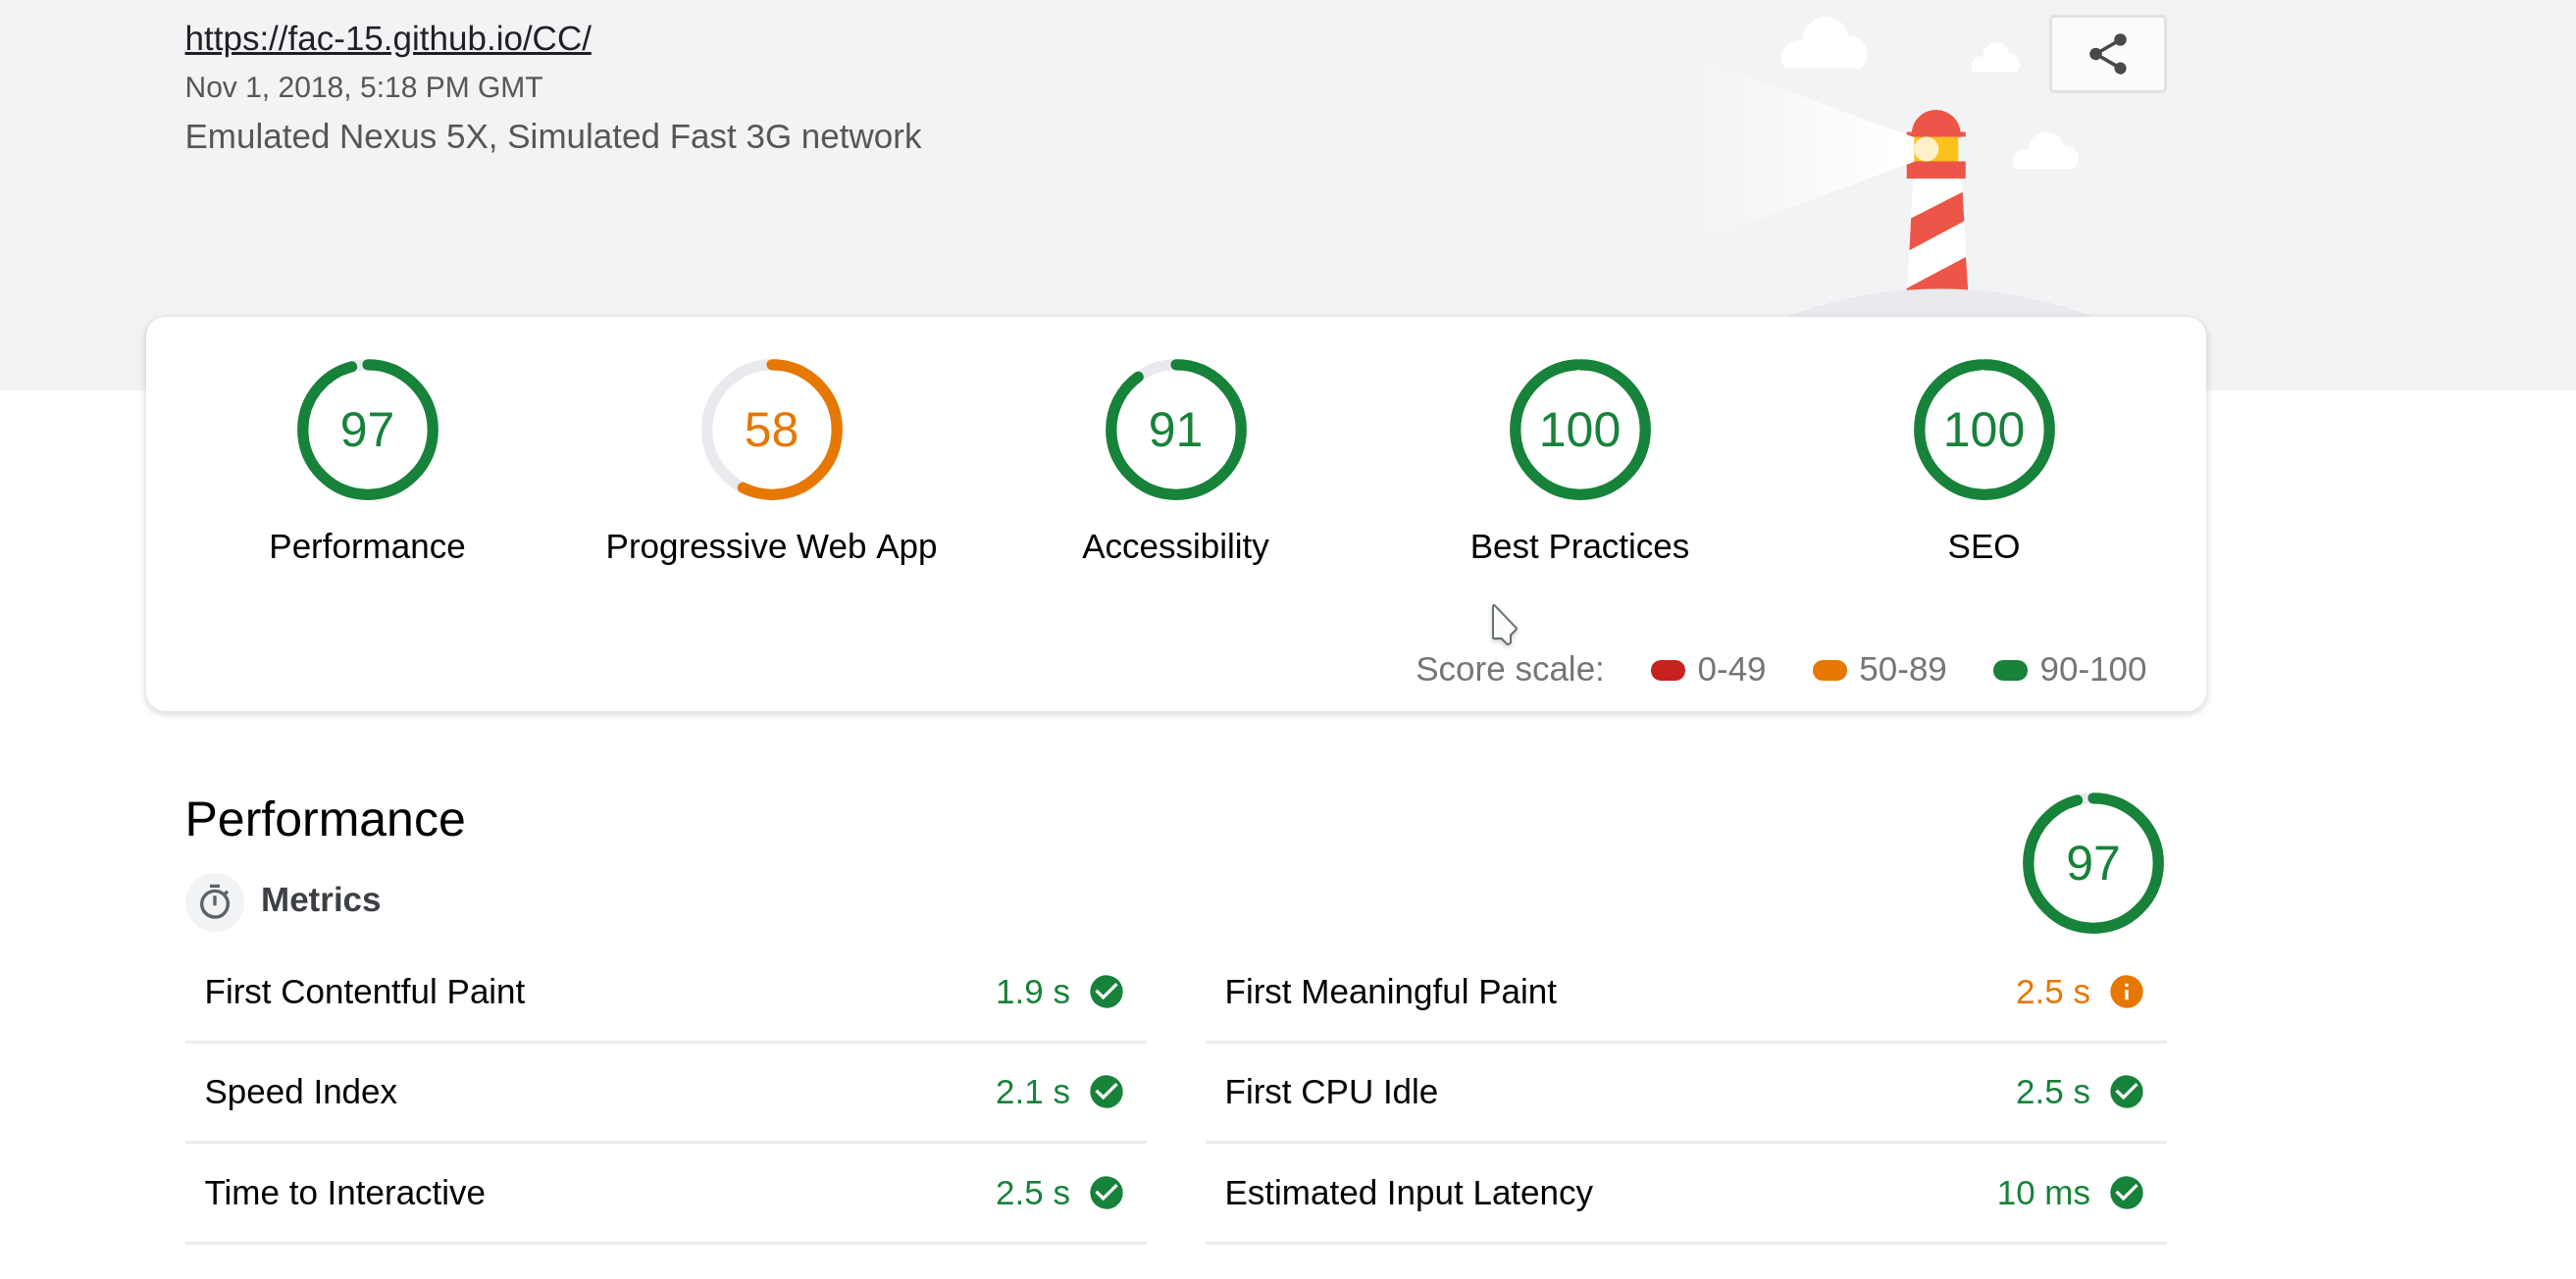 https://fac-15.github.io/CC/
Nov 1, 2018, 5:18 PM GMT
Emulated Nexus 5X, Simulated Fast 3G network
97 58 91 100 100
Performance Progressive Web App Accessibility Best Practices SEO
Score scale: 0-49 50-89 90-100
Performance
97
Metrics
First Contentful Paint 1.9 s First Meaningful Paint 2.5 s
Speed Index 2.1 s First CPU Idle 2.5 s
Time to Interactive 2.5 s Estimated Input Latency 10 ms